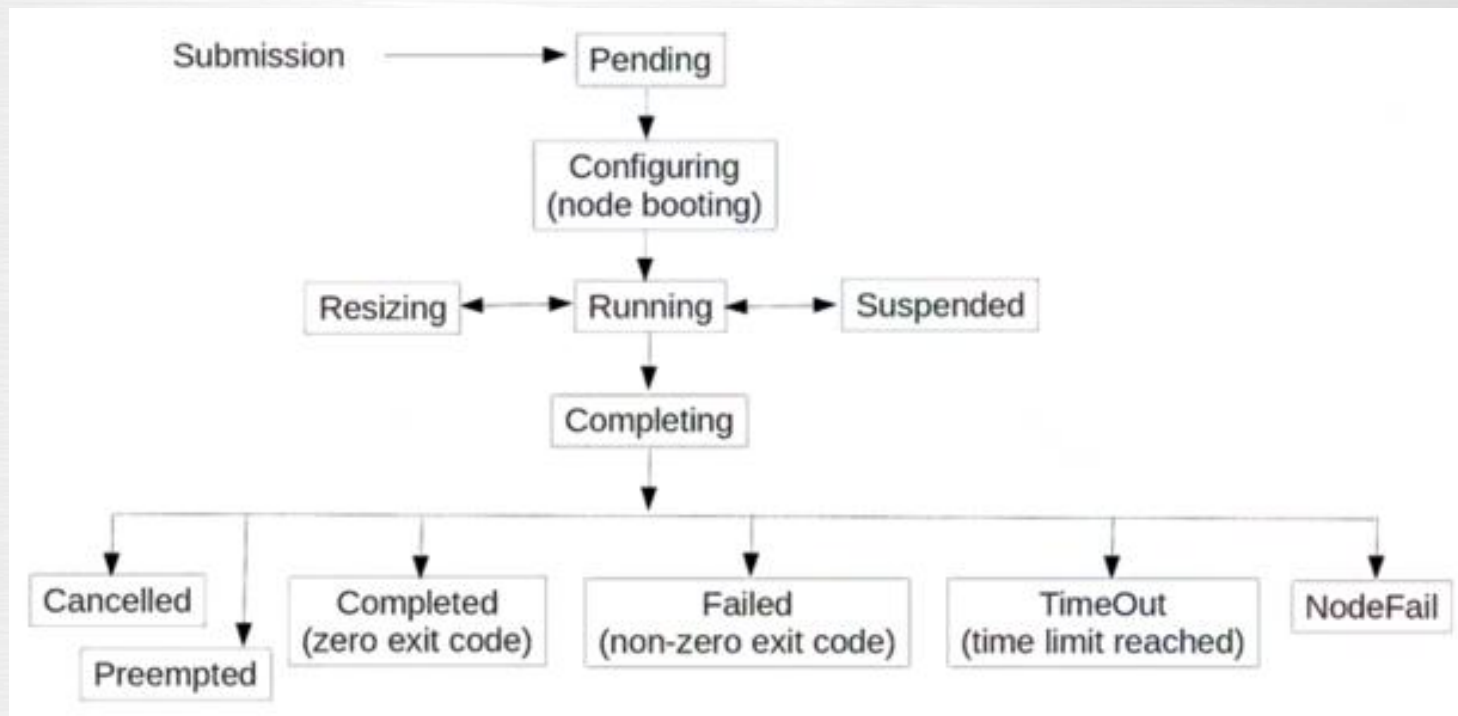 Submission
Pending
Configuring
(node booting)
Resizing
Running
Suspended
Completing
Cancelled
Preempted
Completed
(zero exit code)
Failed
(non-zero exit code)
TimeOut
(time limit reached)
NodeFail